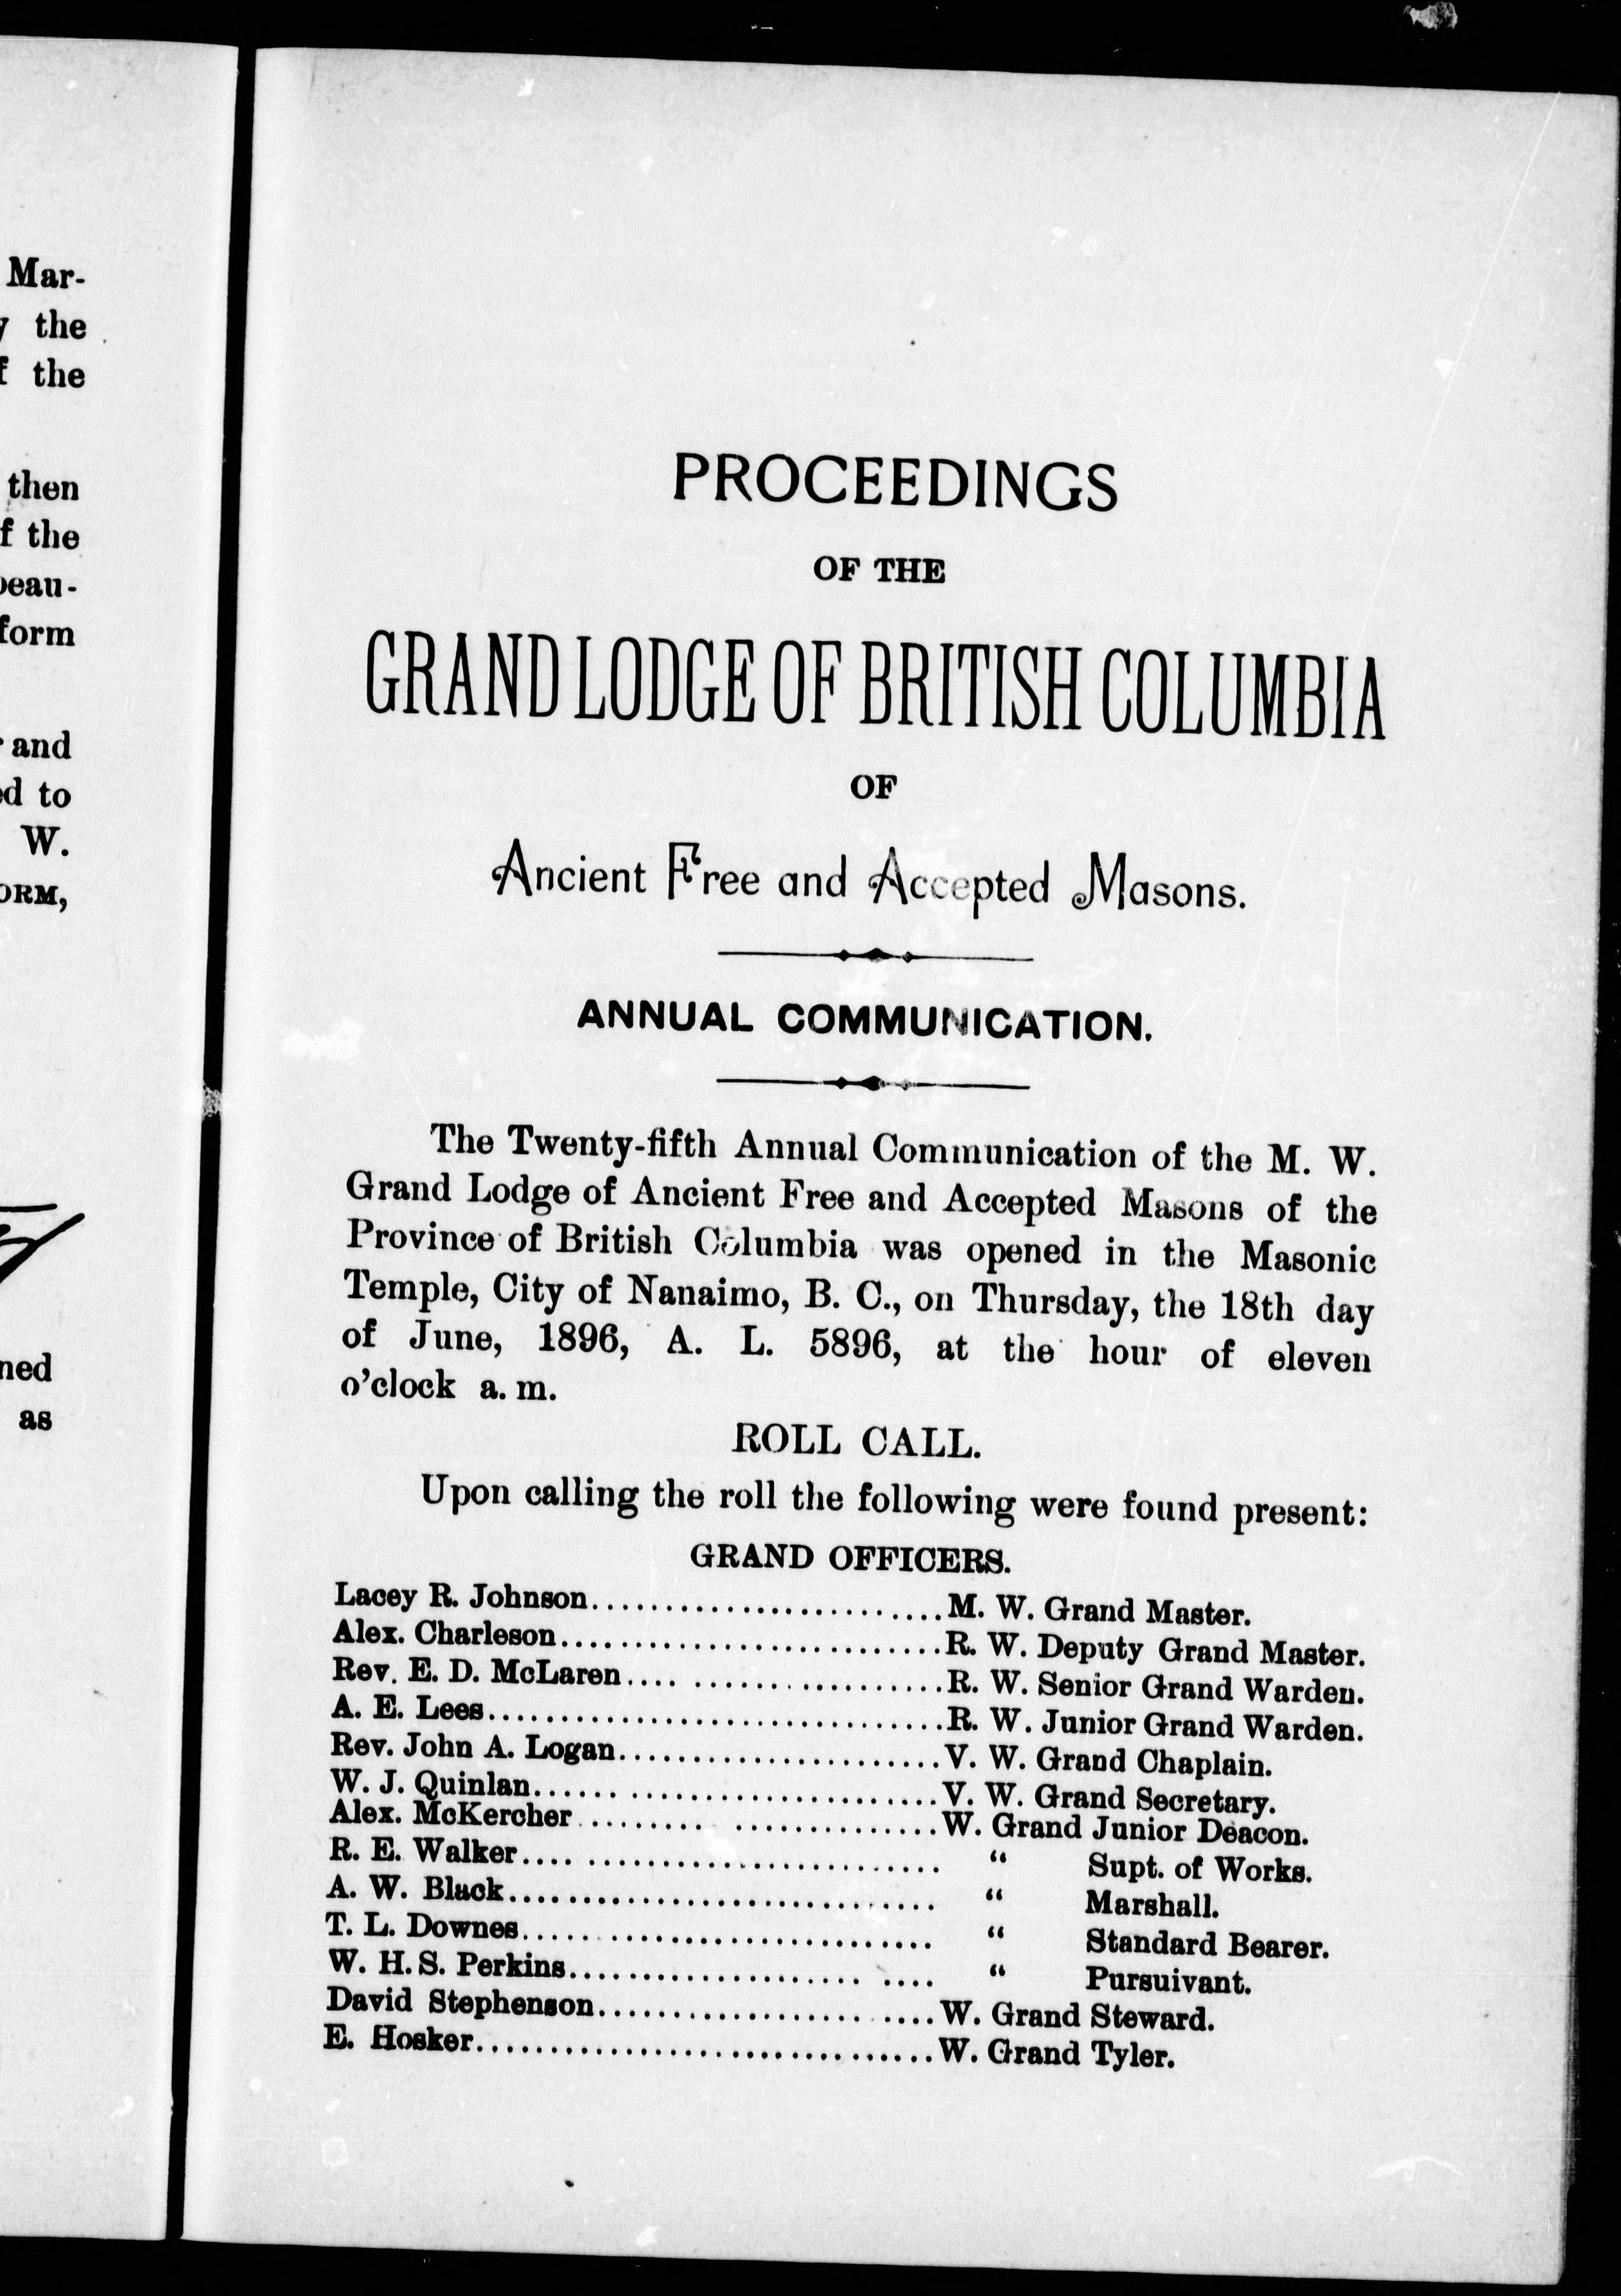 Mar-
the
the
then
f the
form
and
to
W.
as
PROCEEDINGS
OF THE
GRAND LODGE OF BRITISH COLUMBIA
OF
Ancient Free and Accepted Masons.
ANNUAL COMMUNICATION.
The Twenty-fifth Annual Communication of the M. W.
Grand Lodge of Ancient Free and Accepted Masons of the
Province of British Columbia was opened in the Masonic
Temple, City of Nanaimo, B. C., on Thursday, the 18th day
of June, 1896, A. L. 5896, at the hour of eleven
o'clock a. m.
ROLL CALL.
Upon calling the roll the following were found present:
GRAND OFFICERS.
Lacey R. Johnson........................M. W. Grand Master.
Alex. Charleson..........................R. W. Deputy Grand Master.
Rev. E. D. McLaren.... .................R. W. Senior Grand Warden.
A. E. Lees...............................R. W. Junior Grand Warden.
Rev. John A. Logan......................V. W. Grand Chaplain.
W. J. Quinlan............................V. W. Grand Secretary.
Alex. McKercher......... ..............W. Grand Junior Deacon.
R. E. Walker............................. “ Supt. of Works.
A. W. Black............................. “ Marshall.
T. L. Downes............................ “ Standard Bearer.
W. H. S. Perkins.................... .... “ Pursuivant.
David Stephenson.......................W. Grand Steward.
E. Hosker...............................W. Grand Tyler.